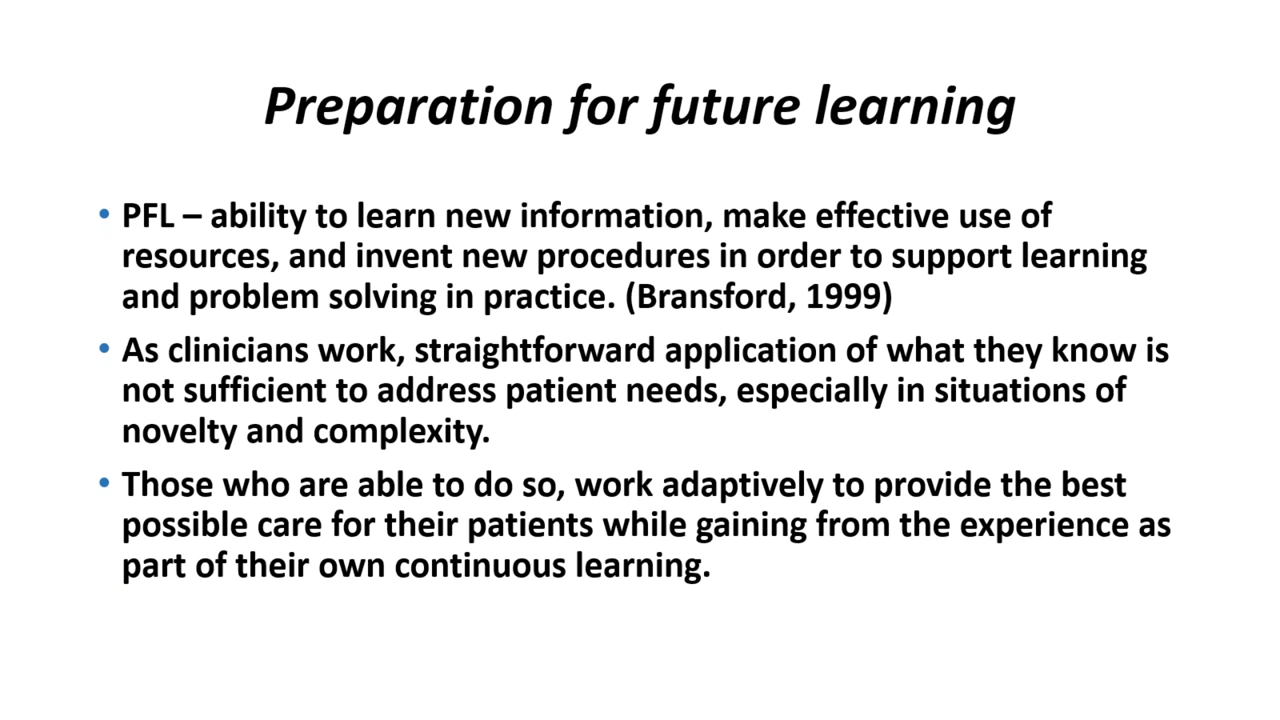 Preparation for future learning
• PFL – ability to learn new information, make effective use of
resources, and invent new procedures in order to support learning
and problem solving in practice. (Bransford, 1999)
• As clinicians work, straightforward application of what they know is
not sufficient to address patient needs, especially in situations of
novelty and complexity.
• Those who are able to do so, work adaptively to provide the best
possible care for their patients while gaining from the experience as
part of their own continuous learning.